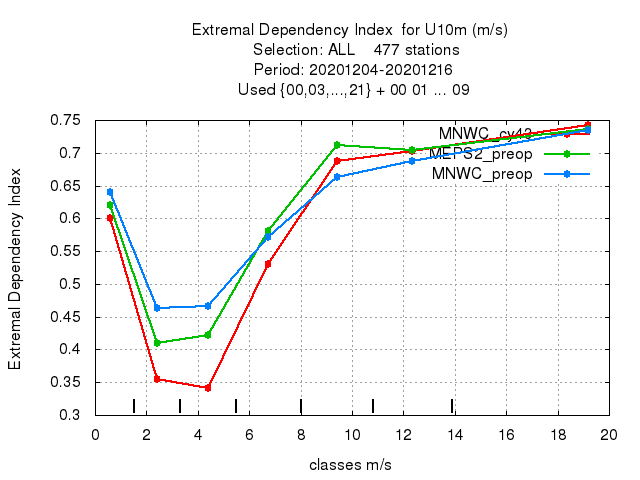 Extremal Dependency Index for U10m (m/s)
Selection: ALL 477 stations
Period: 20201204-20201216
Used {00,03,...,21} + 00 01 ... 09
Extremal Dependency Index
0.75
0.7
0.65
0.6
0.55
0.5
0.45
0.4
0.35
0.3
MNWC_cy43
MEPS2_preop
MNWC_preop
0 2 4 6 8 10 12 14 16 18 20
classes m/s